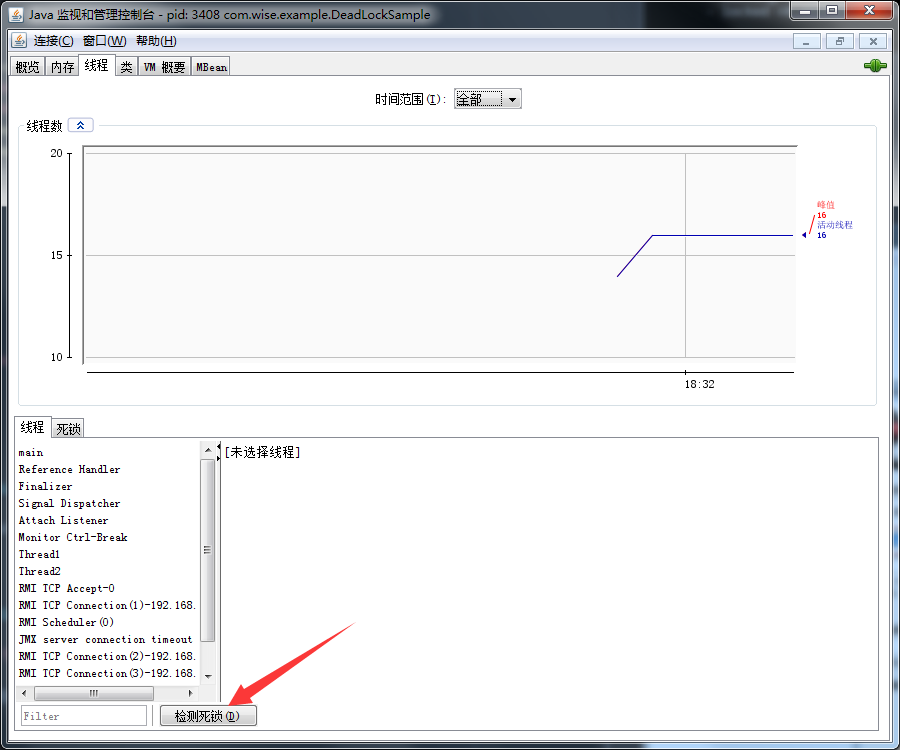 Java 监视和管理控制台 - pid: 3408 com.wise.example.DeadLockSample
连接(C) 窗口(W) 帮助(H)
概览 内存 线程 类 VM 概要 MBean
时间范围(I): 全部
线程数
20
15
10
18:32
峰值
16
活动线程
16
线程 死锁
main
Reference Handler
Finalizer
Signal Dispatcher
Attach Listener
Monitor Ctrl-Break
Thread1
Thread2
RMI TCP Accept-0
RMI TCP Connection(1)-192.168.
RMI Scheduler(0)
JMX server connection timeout
RMI TCP Connection(2)-192.168.
RMI TCP Connection(3)-192.168.
[未选择线程]
Filter
检测死锁(D)